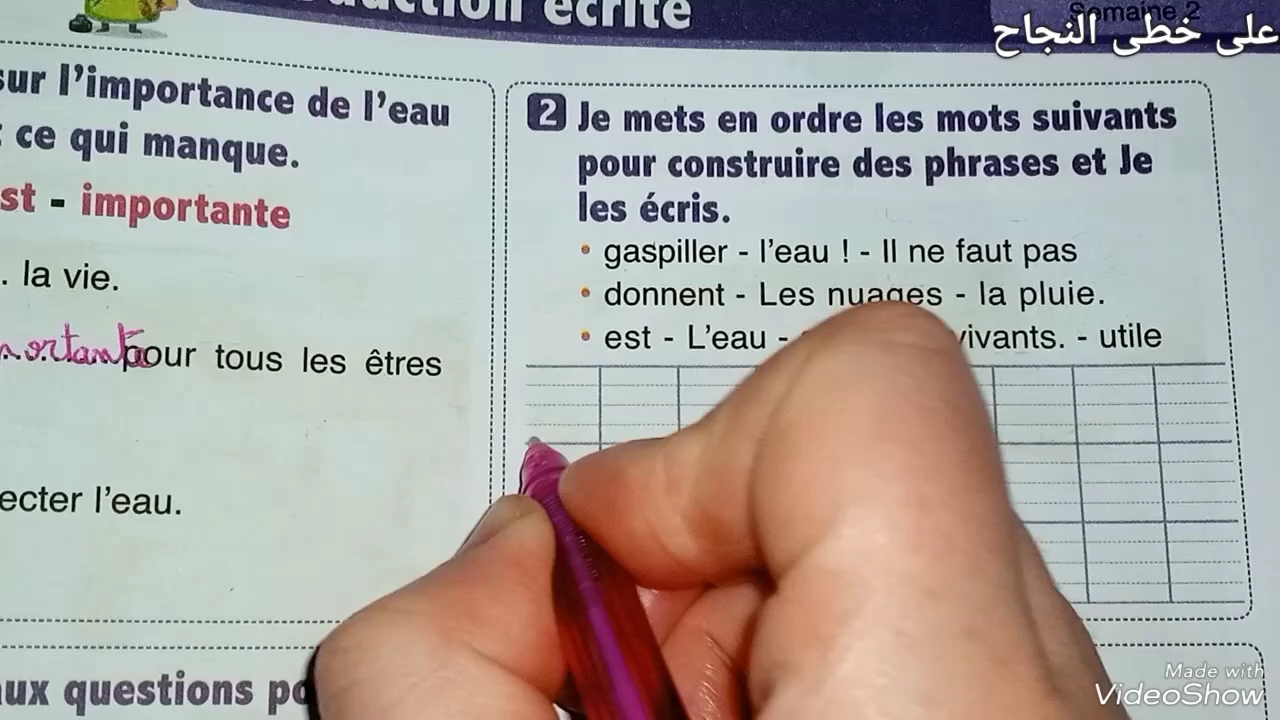 écrite
Semaine 2
على خطى النجاح
sur l'importance de l'eau
ce qui manque.
st - importante
. la vie.
pour tous les êtres
ecter l'eau.
aux questions
2 Je mets en ordre les mots suivants
pour construire des phrases et Je
les écris.
• gaspiller - l'eau ! - Il ne faut pas
• donnent - Les nuages - la pluie.
• est - L'eau - vivants. - utile
Made with
VideoShow